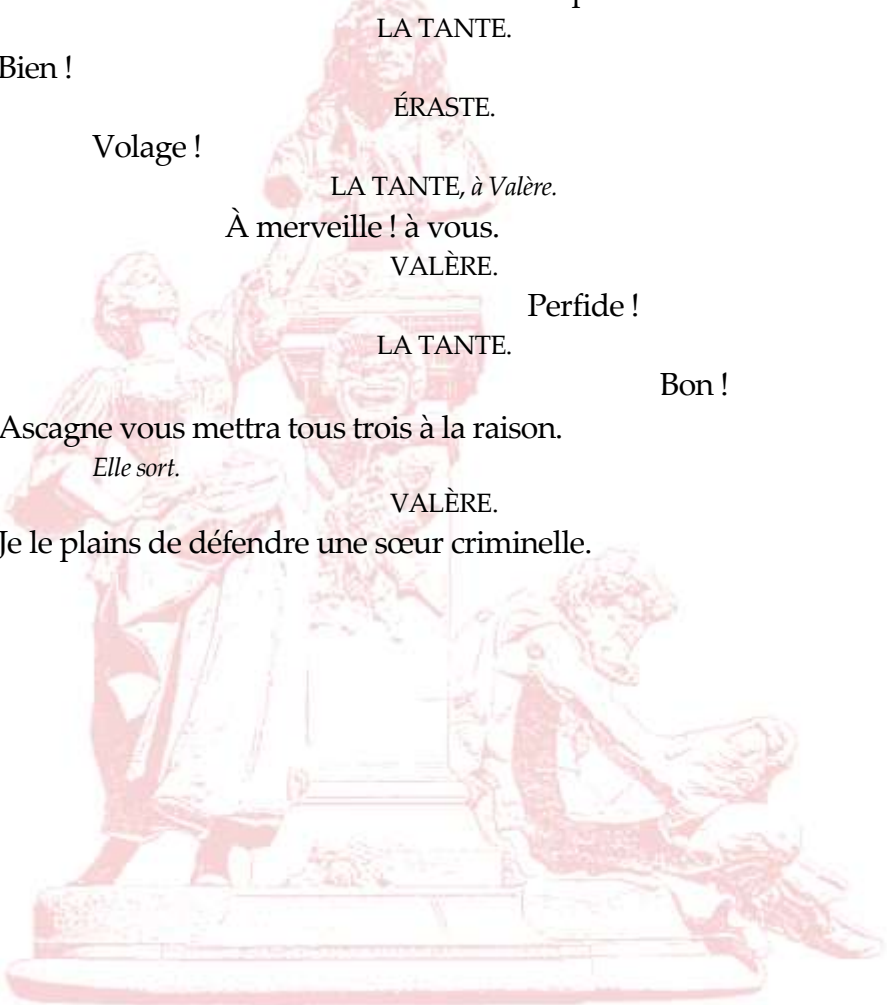 LA TANTE.
Bien !
ÉRASTE.
Volage !
LA TANTE, à Valère.
À merveille ! à vous.
VALÈRE.
Perfide !
LA TANTE.
Bon !
Ascagne vous mettra tous trois à la raison.
Elle sort.
VALÈRE.
Je le plains de défendre une sœur criminelle.